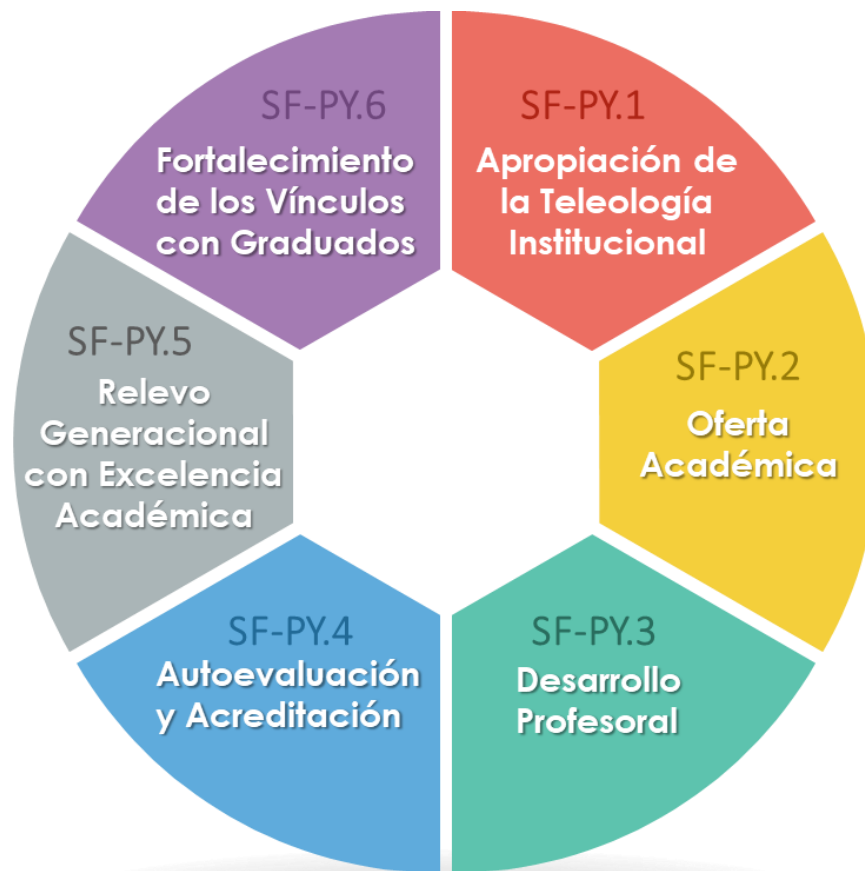 SF-PY.1
Apropiación de
la Teleología
Institucional
SF-PY.2
Oferta
Académica
SF-PY.3
Desarrollo
Profesoral
SF-PY.4
Autoevaluación
y Acreditación
SF-PY.5
Relevo
Generacional
con Excelencia
Académica
SF-PY.6
Fortalecimiento
de los Vínculos
con Graduados